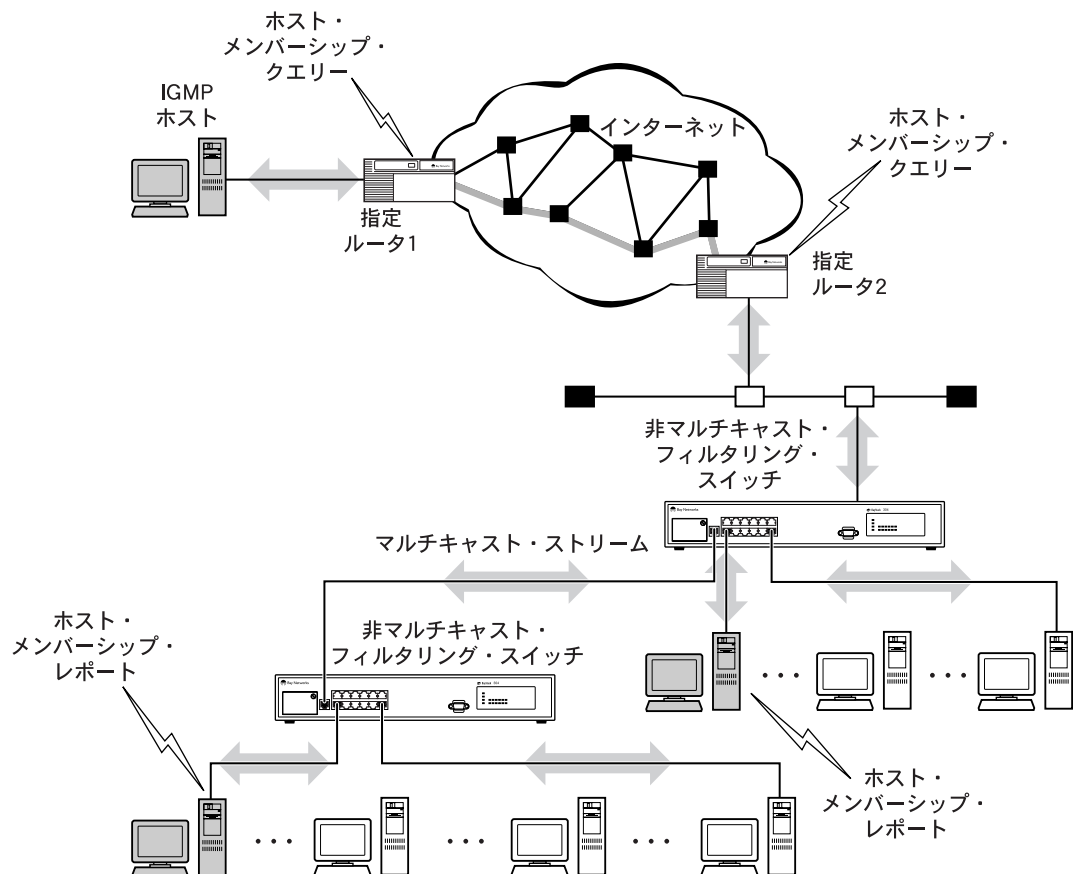 ホスト・
メンバーシップ・
クエリー
IGMP
ホスト
インターネット
ホスト・
メンバーシップ・
クエリー
指定
ルータ1
指定
ルータ2
非マルチキャスト・
フィルタリング・
スイッチ
Bay Networks
マルチキャスト・ストリーム
ホスト・
メンバーシップ・
レポート
非マルチキャスト・
フィルタリング・スイッチ
Bay Networks
ホスト・
メンバーシップ・
レポート